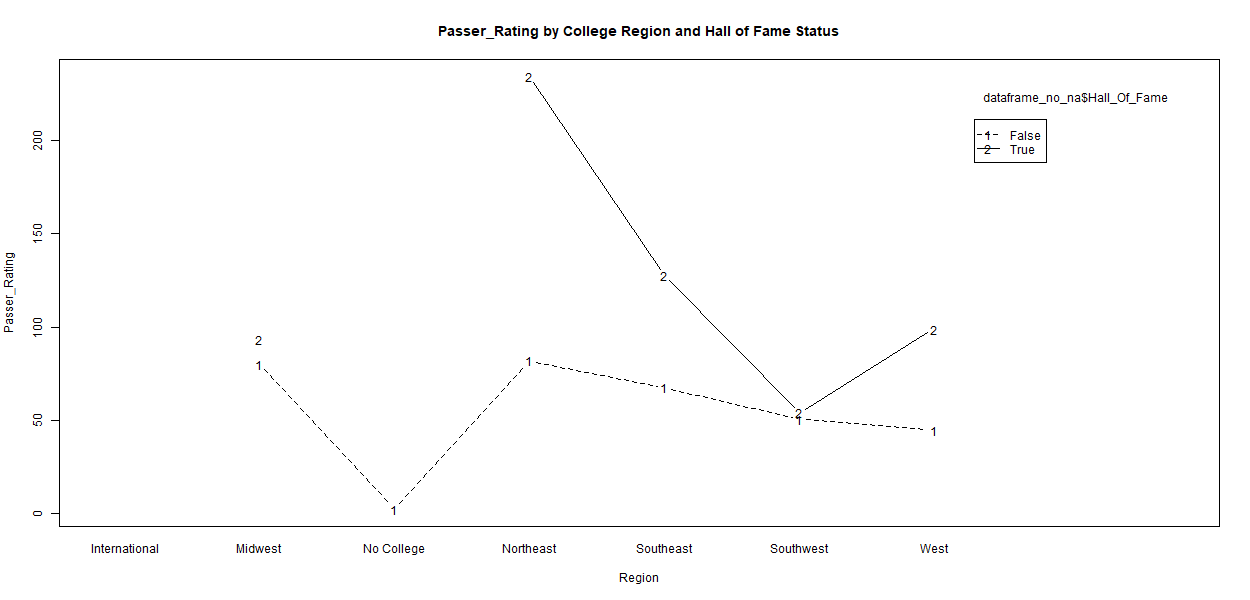 Passer_Rating by College Region and Hall of Fame Status
dataframe_no_na$Hall_Of_Fame
1 False
2 True
Passer_Rating
200
150
100
50
0
2
2
2
2
2
1
1
1
1
1
1
International Midwest No College Northeast Southeast Southwest West
Region